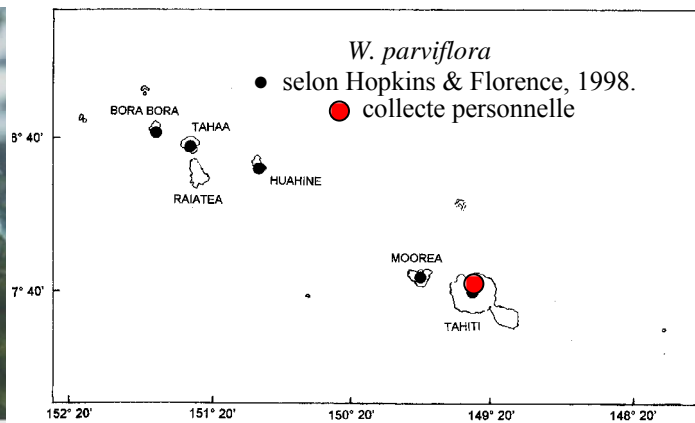 W. parviflora
selon Hopkins & Florence, 1998.
collecte personnelle
BORA BORA
TAHAA
8° 40'
HUAHiNE
RAIATEA
MOOREA
7° 40'
TAHITI
152° 20' 151° 20' 150° 20' 149° 20' 148° 20'